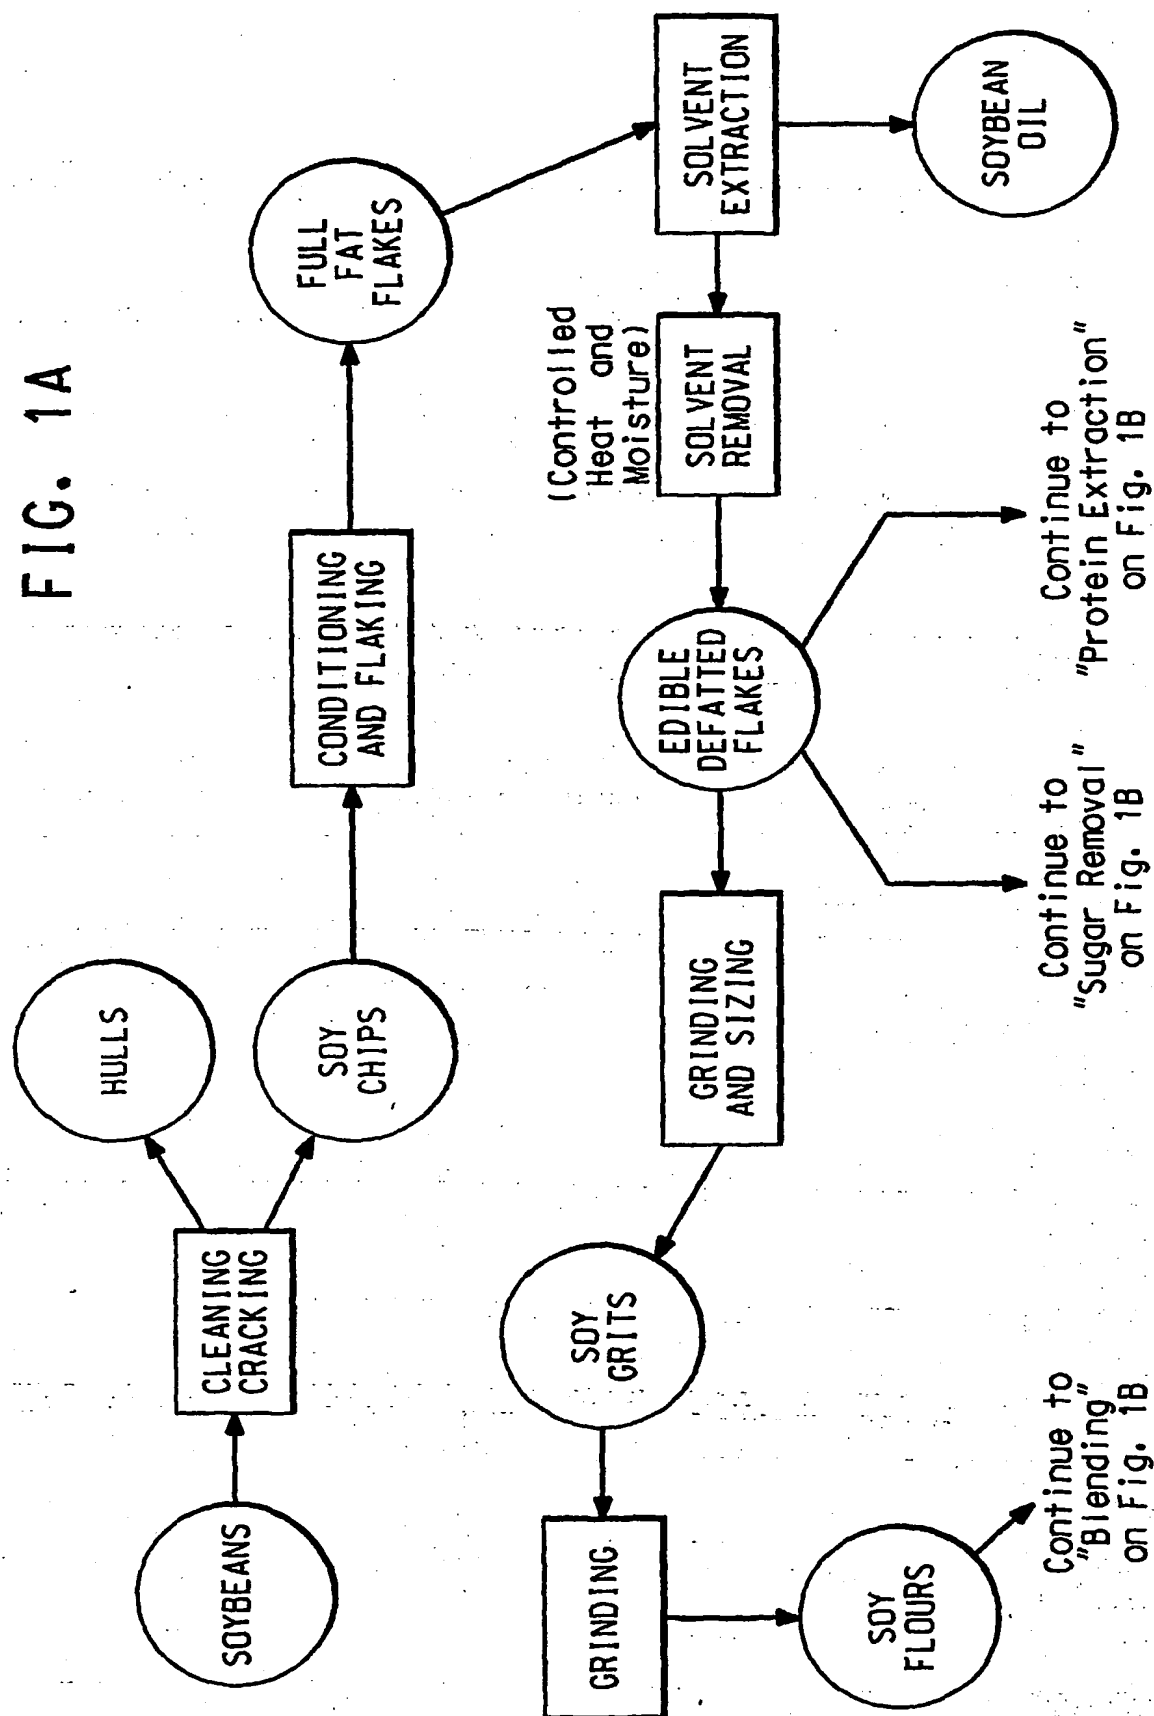 FIG. 1A
SOYBEANS
CLEANING
CRACKING
HULLS
SOY
CHIPS
CONDITIONING
AND FLAKING
FULL
FAT
FLAKES
SOLVENT
EXTRACTION
SOYBEAN
OIL
(Controlled
Heat and
Moisture)
SOLVENT
REMOVAL
EDIBLE
DEFATTED
FLAKES
Continue to
"Protein Extraction"
on Fig. 1B
Continue to
"Sugar Removal"
on Fig. 1B
GRINDING
AND SIZING
SOY
GRITS
GRINDING
SOY
FLOURS
Continue to
"Blending"
on Fig. 1B